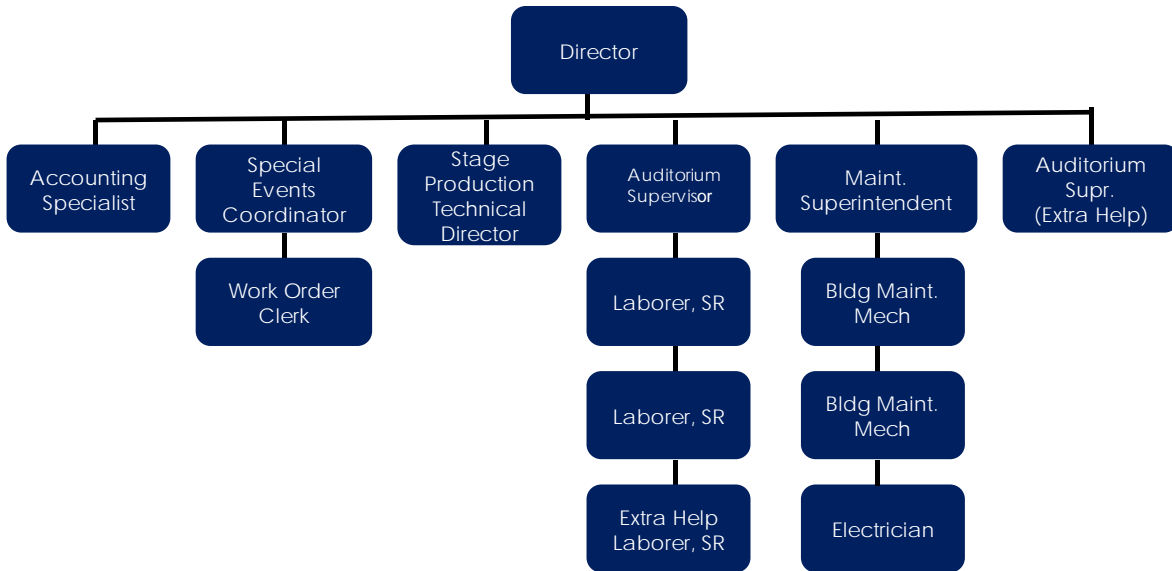 Director
Accounting
Specialist
Special
Events
Coordinator
Stage
Production
Technical
Director
Auditorium
Supervisor
Maint.
Superintendent
Auditorium
Supr.
(Extra Help)
Work Order
Clerk
Laborer, SR
Bldg Maint.
Mech
Laborer, SR
Bldg Maint.
Mech
Extra Help
Laborer, SR
Electrician